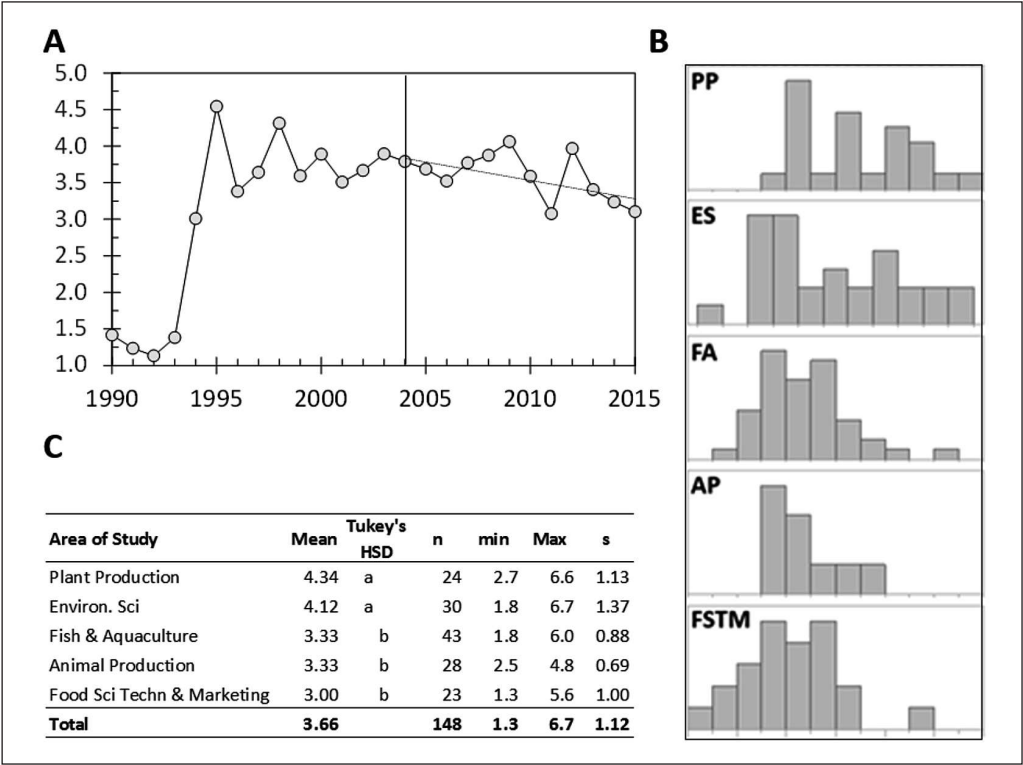 A
5.0
4.5
4.0
3.5
3.0
2.5
2.0
1.5
1.0
1990 1995 2000 2005 2010 2015
B
PP
ES
FA
AP
FSTM
C
Area of Study Mean Tukey's HSD n min Max s
Plant Production 4.34 a 24 2.7 6.6 1.13
Environ. Sci 4.12 a 30 1.8 6.7 1.37
Fish & Aquaculture 3.33 b 43 1.8 6.0 0.88
Animal Production 3.33 b 28 2.5 4.8 0.69
Food Sci Techn & Marketing 3.00 b 23 1.3 5.6 1.00
Total 3.66 148 1.3 6.7 1.12